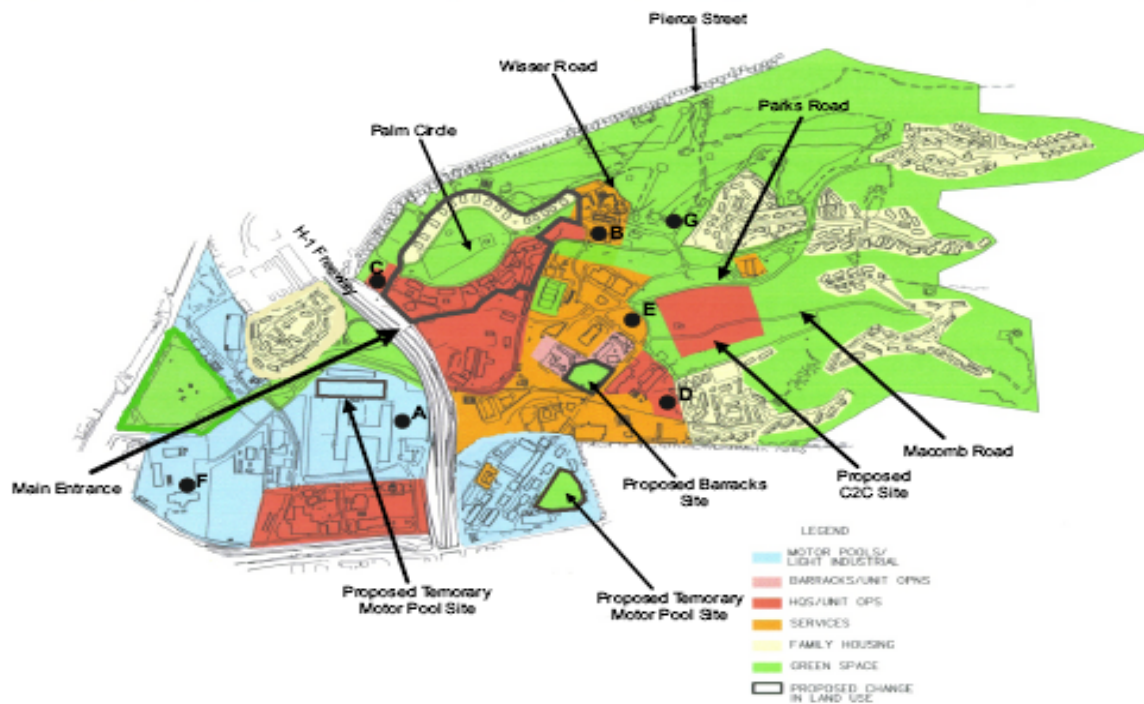 Pierce Street
Wisser Road
Parks Road
Palm Circle
H-1 Freeway
C
B
G
E
D
A
F
Main Entrance
Macomb Road
Proposed Barracks
Site
Proposed
C2C Site
Proposed Temorary
Motor Pool Site
Proposed Temorary
Motor Pool Site
LEGEND
MOTOR POOLS/
LIGHT INDUSTRIAL
BARRACKS/UNIT OPNS
HQS/UNIT OPS
SERVICES
FAMILY HOUSING
GREEN SPACE
PROPOSED CHANGE
IN LAND USE